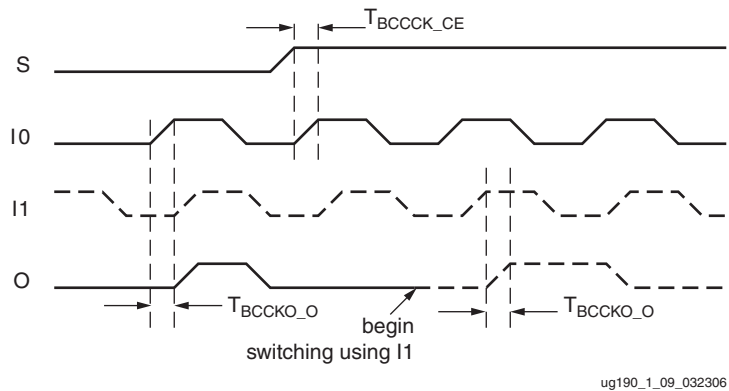 T_BCCCK_CE
S
I0
I1
O
T_BCCKO_O
begin
switching using I1
T_BCCKO_O
ug190_1_09_032306